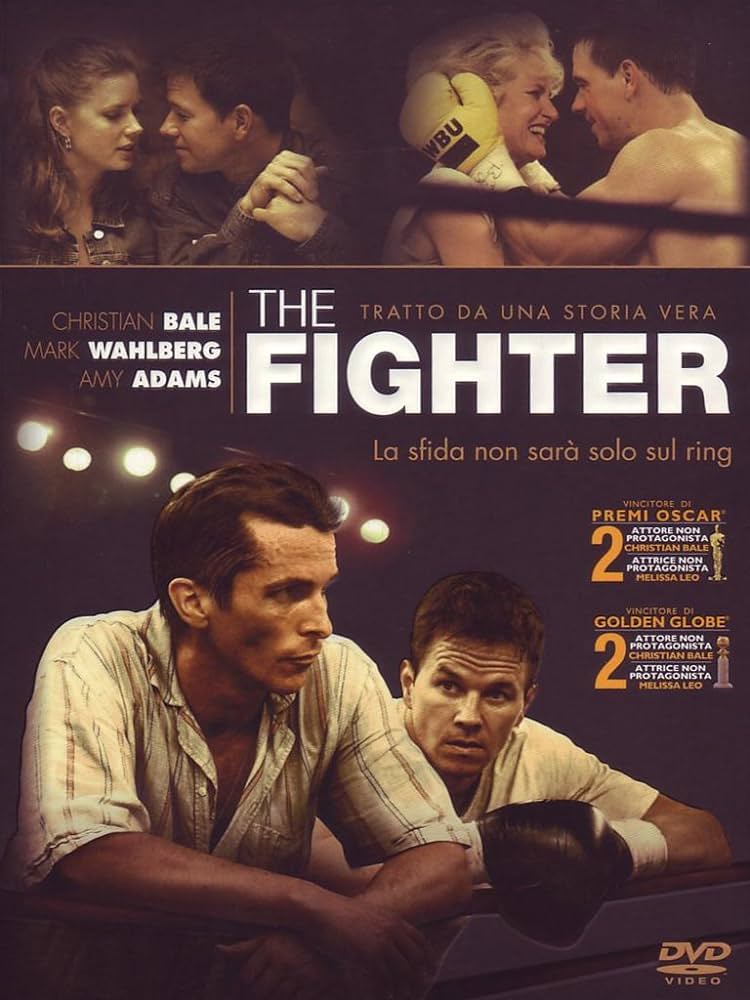 WBU
CHRISTIAN BALE
MARK WAHLBERG
AMY ADAMS
THE
TRATTO DA UNA STORIA VERA
FIGHTER
La sfida non sarà solo sul ring
VINCITORE DI
PREMI OSCAR®
2
ATTORE NON
PROTAGONISTA
CHRISTIAN BALE
ATTRICE NON
PROTAGONISTA
MELISSA LEO
VINCITORE DI
GOLDEN GLOBE®
2
ATTORE NON
PROTAGONISTA
CHRISTIAN BALE
ATTRICE NON
PROTAGONISTA
MELISSA LEO
DVD
VIDEO